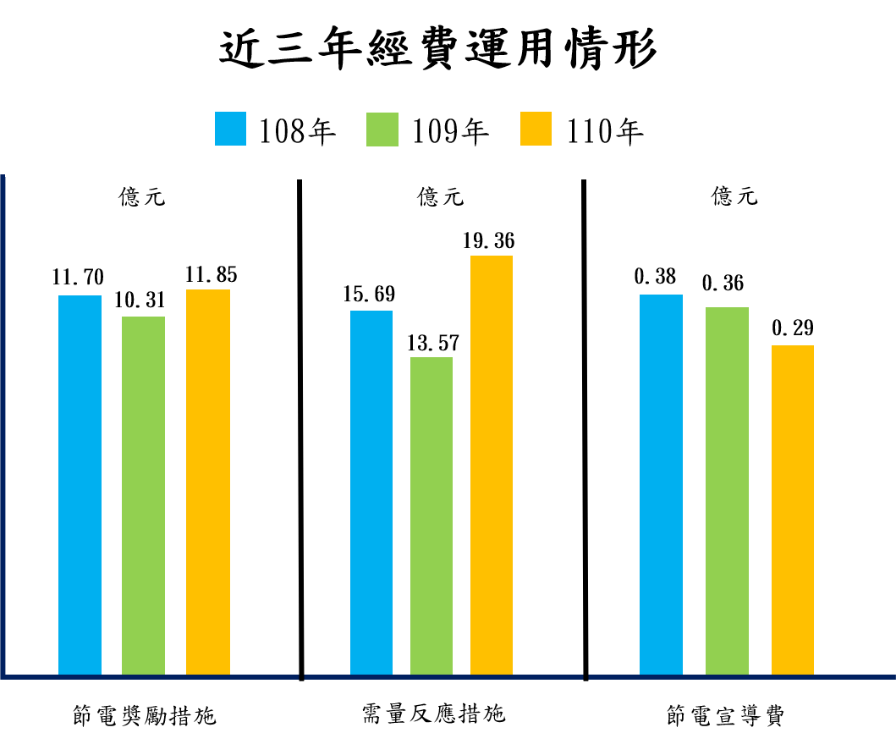 近三年經費運用情形
108年 109年 110年
億元 億元 億元
11.70 10.31 11.85
15.69 13.57 19.36
0.38 0.36 0.29
節電獎勵措施 需量反應措施 節電宣導費